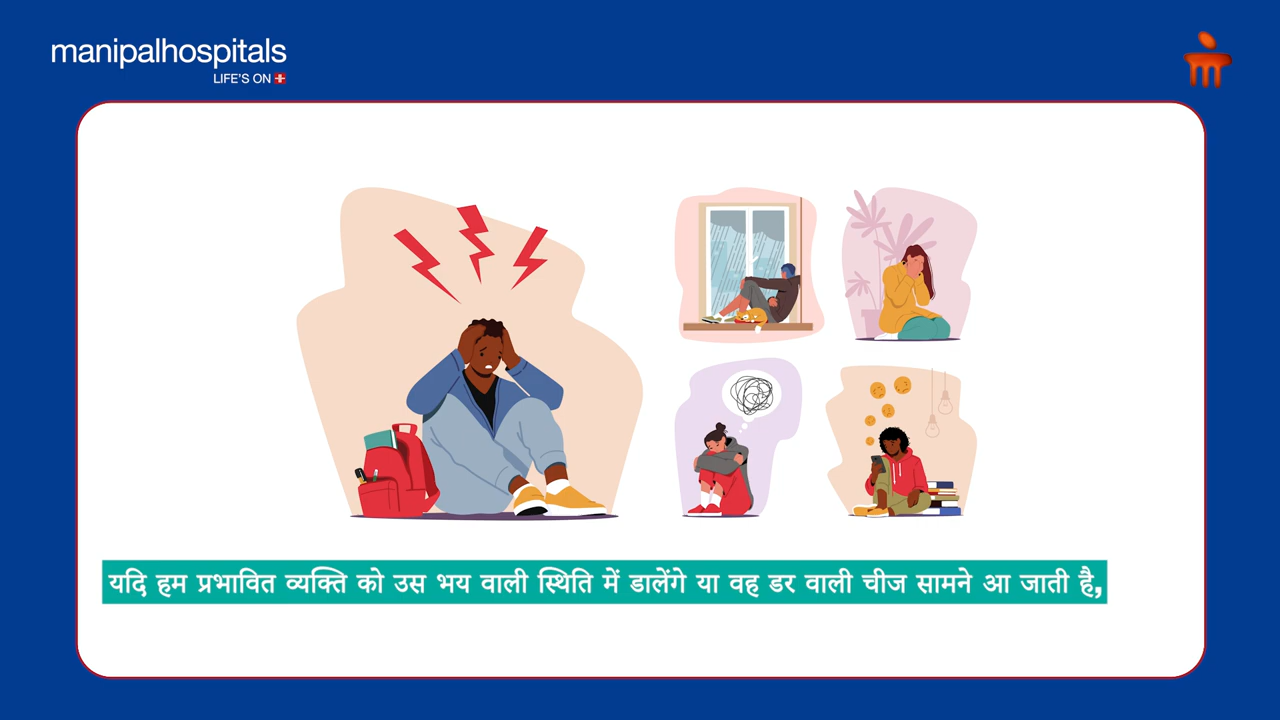 manipalhospitals
LIFE'S ON
यदि हम प्रभावित व्यक्ति को उस भय वाली स्थिति में डालेंगे या वह डर वाली चीज सामने आ जाती है,